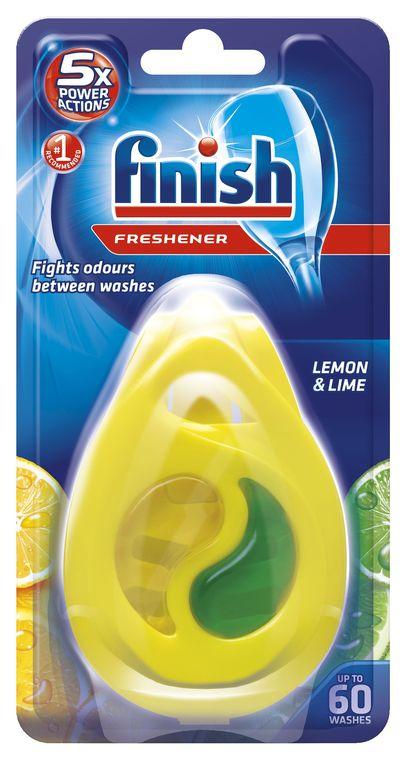 5X
POWER
ACTIONS
#1
RECOMMENDED
finish
FRESHENER
Fights odours
between washes
LEMON
& LIME
UP TO
60
WASHES